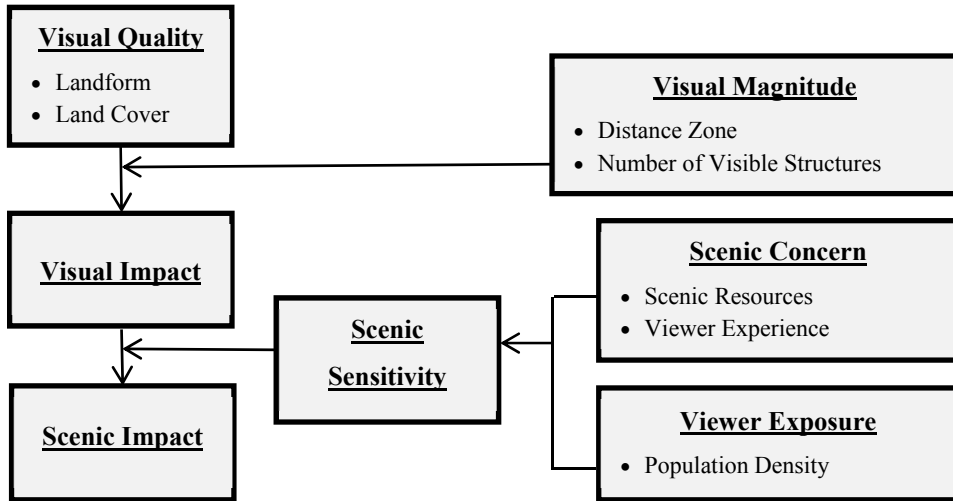 Visual Quality
• Landform
• Land Cover
Visual Magnitude
• Distance Zone
• Number of Visible Structures
Visual Impact
Scenic Concern
• Scenic Resources
• Viewer Experience
Scenic
Sensitivity
Scenic Impact
Viewer Exposure
• Population Density